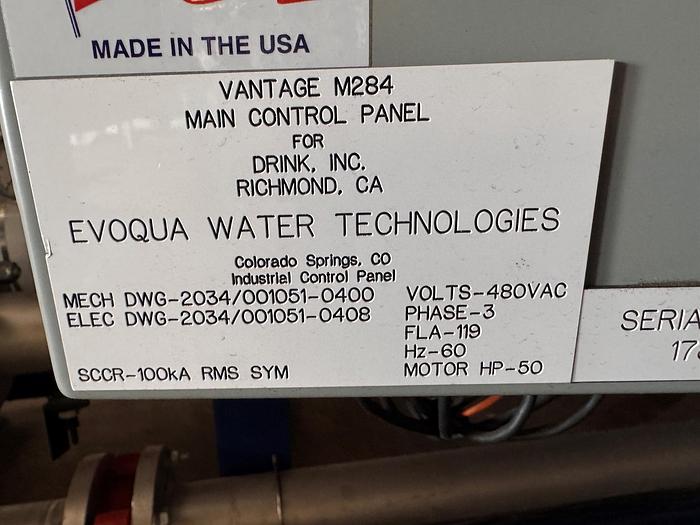 MADE IN THE USA
VANTAGE M284
MAIN CONTROL PANEL
FOR
DRINK, INC.
RICHMOND, CA
EVOQUA WATER TECHNOLOGIES
Colorado Springs, CO
Industrial Control Panel
MECH DWG-2034/001051-0400 VOLTS-480VAC
ELEC DWG-2034/001051-0408 PHASE-3
FLA-119
Hz-60
SCCR-100kA RMS SYM MOTOR HP-50